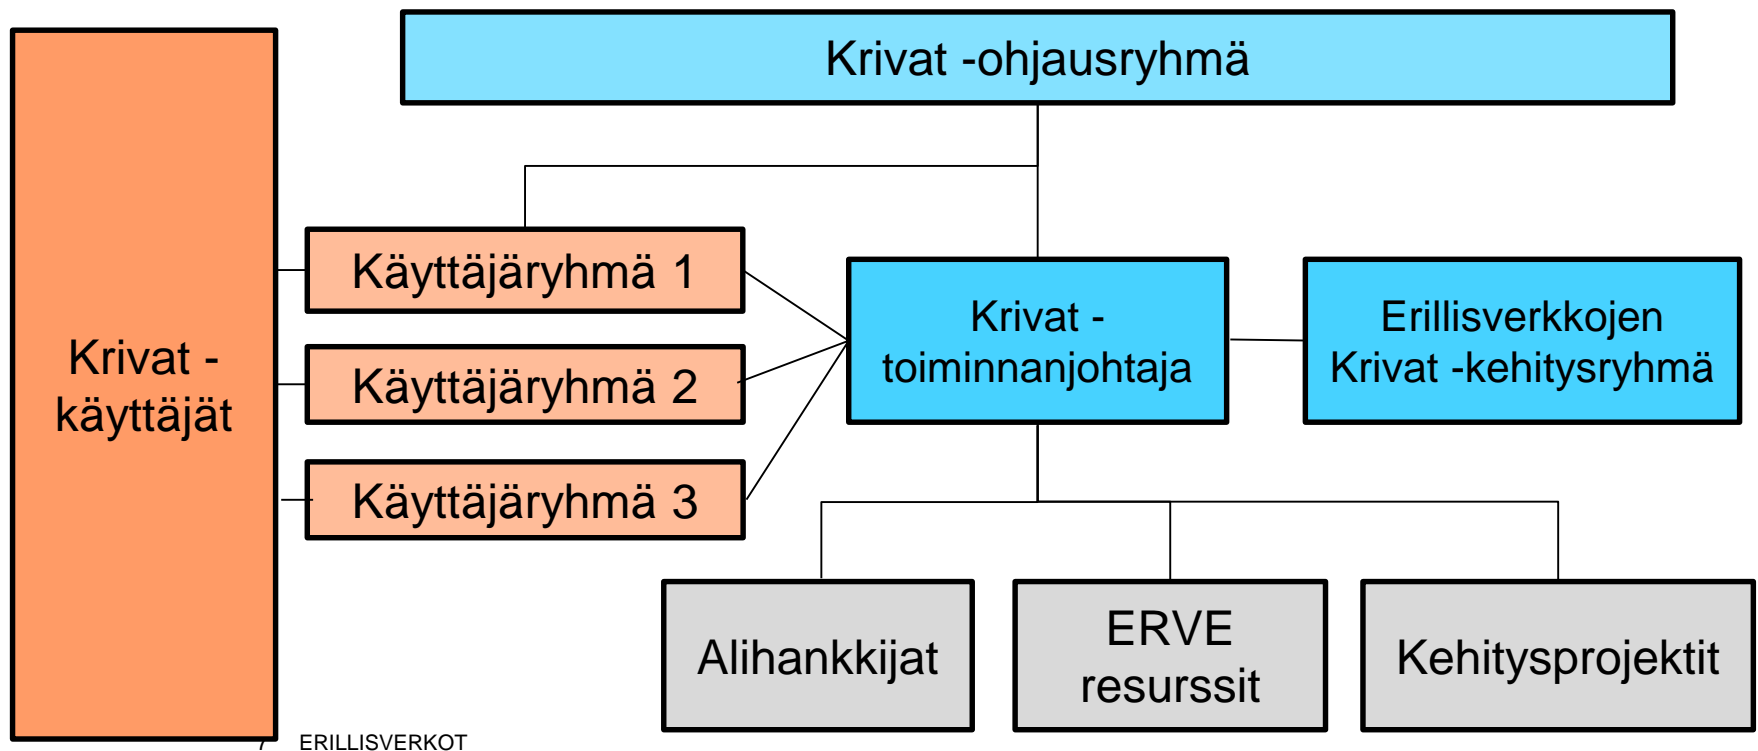 Krivat -ohjausryhmä
Krivat -
käyttäjät
Käyttäjäryhmä 1
Käyttäjäryhmä 2
Käyttäjäryhmä 3
Krivat -
toiminnanjohtaja
Erillisverkkojen
Krivat -kehitysryhmä
Alihankkijat
ERVE
resurssit
Kehitysprojektit
ERILLISVERKOT